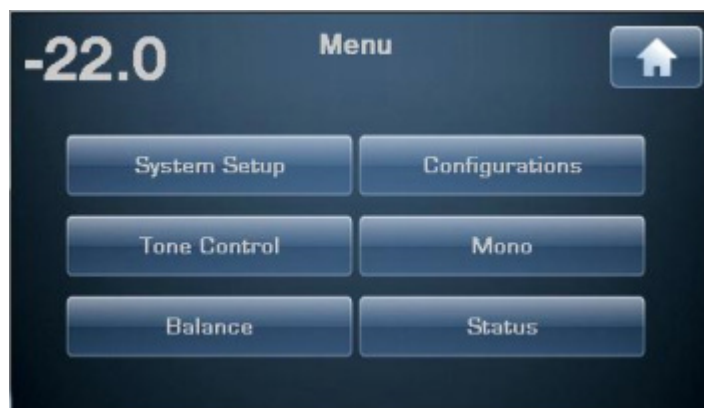 -22.0
Menu
System Setup
Configurations
Tone Control
Mono
Balance
Status